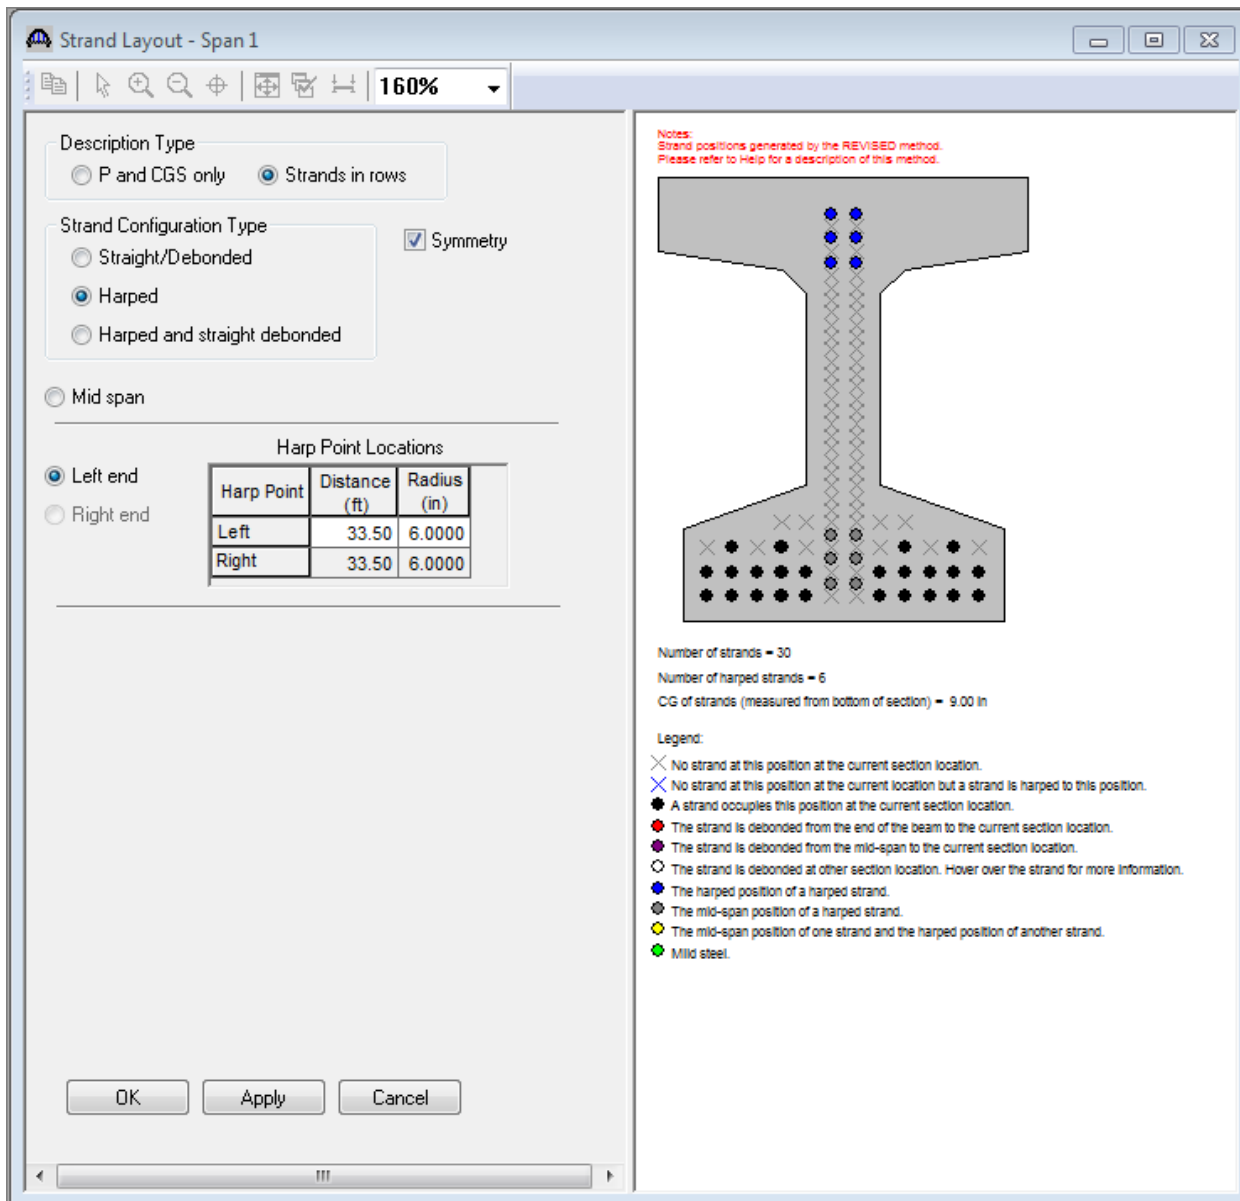 Strand Layout - Span 1
160%
Description Type
P and CGS only
Strands in rows
Strand Configuration Type
Straight/Debonded
Symmetry
Harped
Harped and straight debonded
Mid span
Harp Point Locations
Left end
Right end
Harp Point Distance (ft) Radius (in)
Left 33.50 6.0000
Right 33.50 6.0000
OK Apply Cancel
Notes:
Strand positions generated by the REVISED method.
Please refer to Help for a description of this method.
Number of strands = 30
Number of harped strands = 6
CG of strands (measured from bottom of section) = 9.00 in
Legend:
No strand at this position at the current section location.
No strand at this position at the current location but a strand is harped to this position.
A strand occupies this position at the current section location.
The strand is debonded from the end of the beam to the current section location.
The strand is debonded from the mid-span to the current section location.
The strand is debonded at other section location. Hover over the strand for more information.
The harped position of a harped strand.
The mid-span position of a harped strand.
The mid-span position of one strand and the harped position of another strand.
Mild steel.